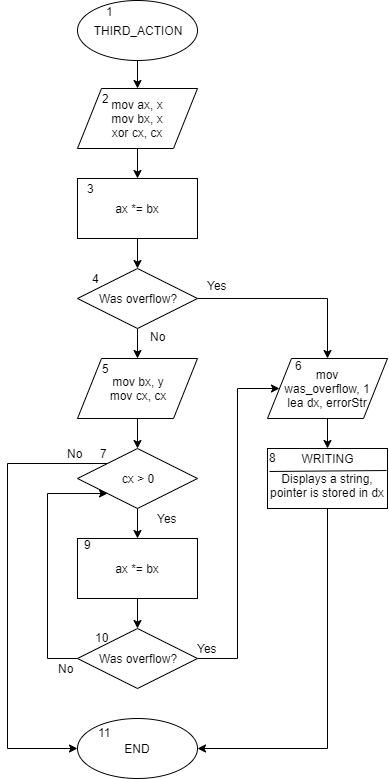 1
THIRD_ACTION
2
mov ax, x
mov bx, x
xor cx, cx
3
ax *= bx
4
Was overflow?
Yes
No
5
mov bx, y
mov cx, cx
6
mov
was_overflow, 1
lea dx, errorStr
No
7
cx > 0
Yes
8
WRITING
Displays a string,
pointer is stored in dx
9
ax *= bx
10
Was overflow?
Yes
No
11
END